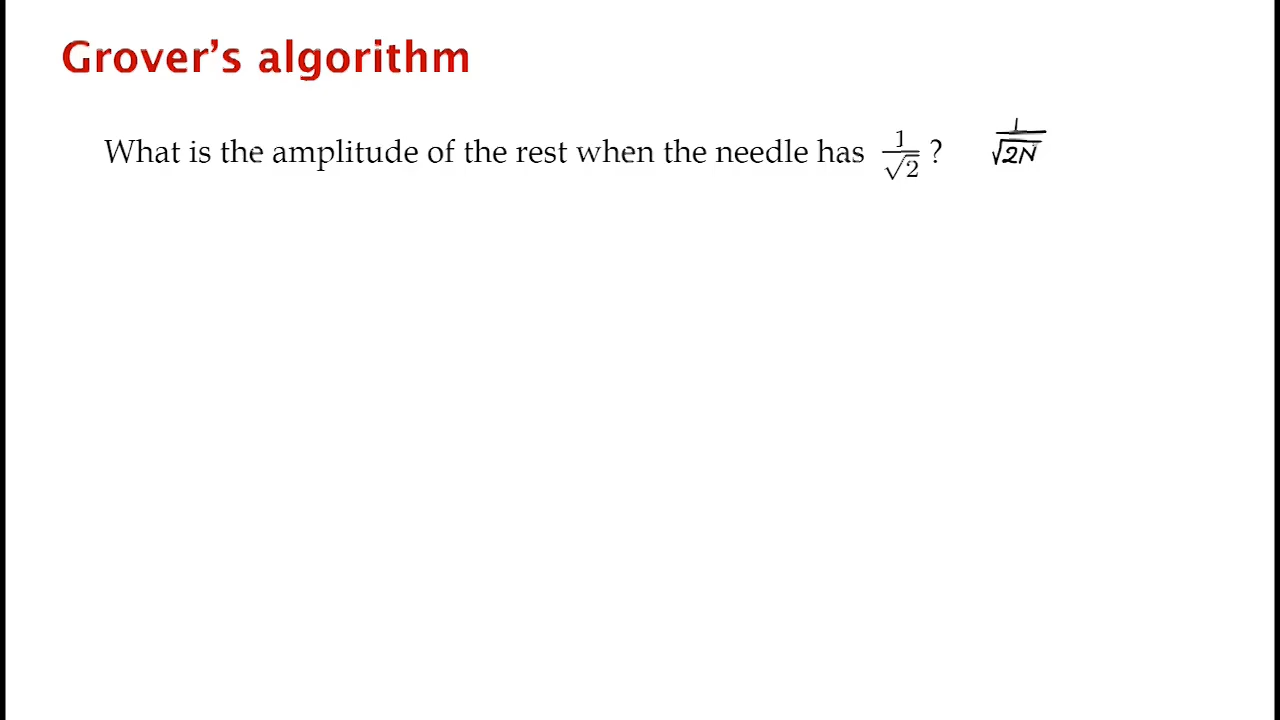 Grover’s algorithm
What is the amplitude of the rest when the needle has 1/√2 ? 1/√2N